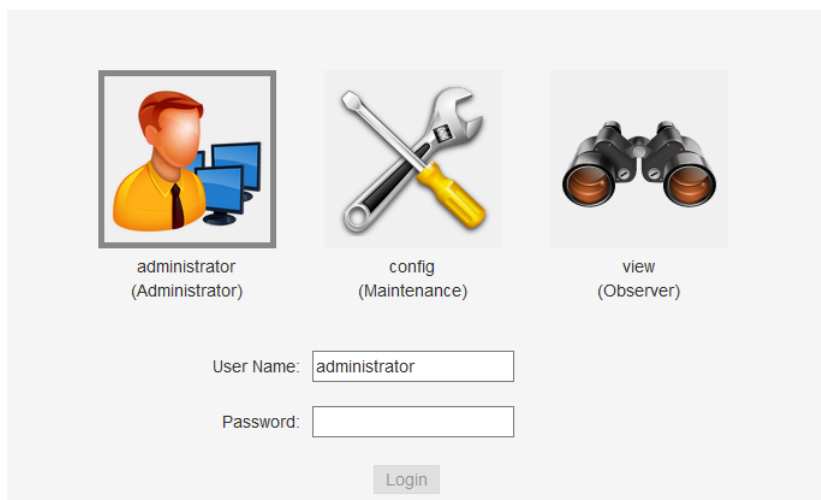 administrator
(Administrator)
config
(Maintenance)
view
(Observer)
User Name: administrator
Password:
Login